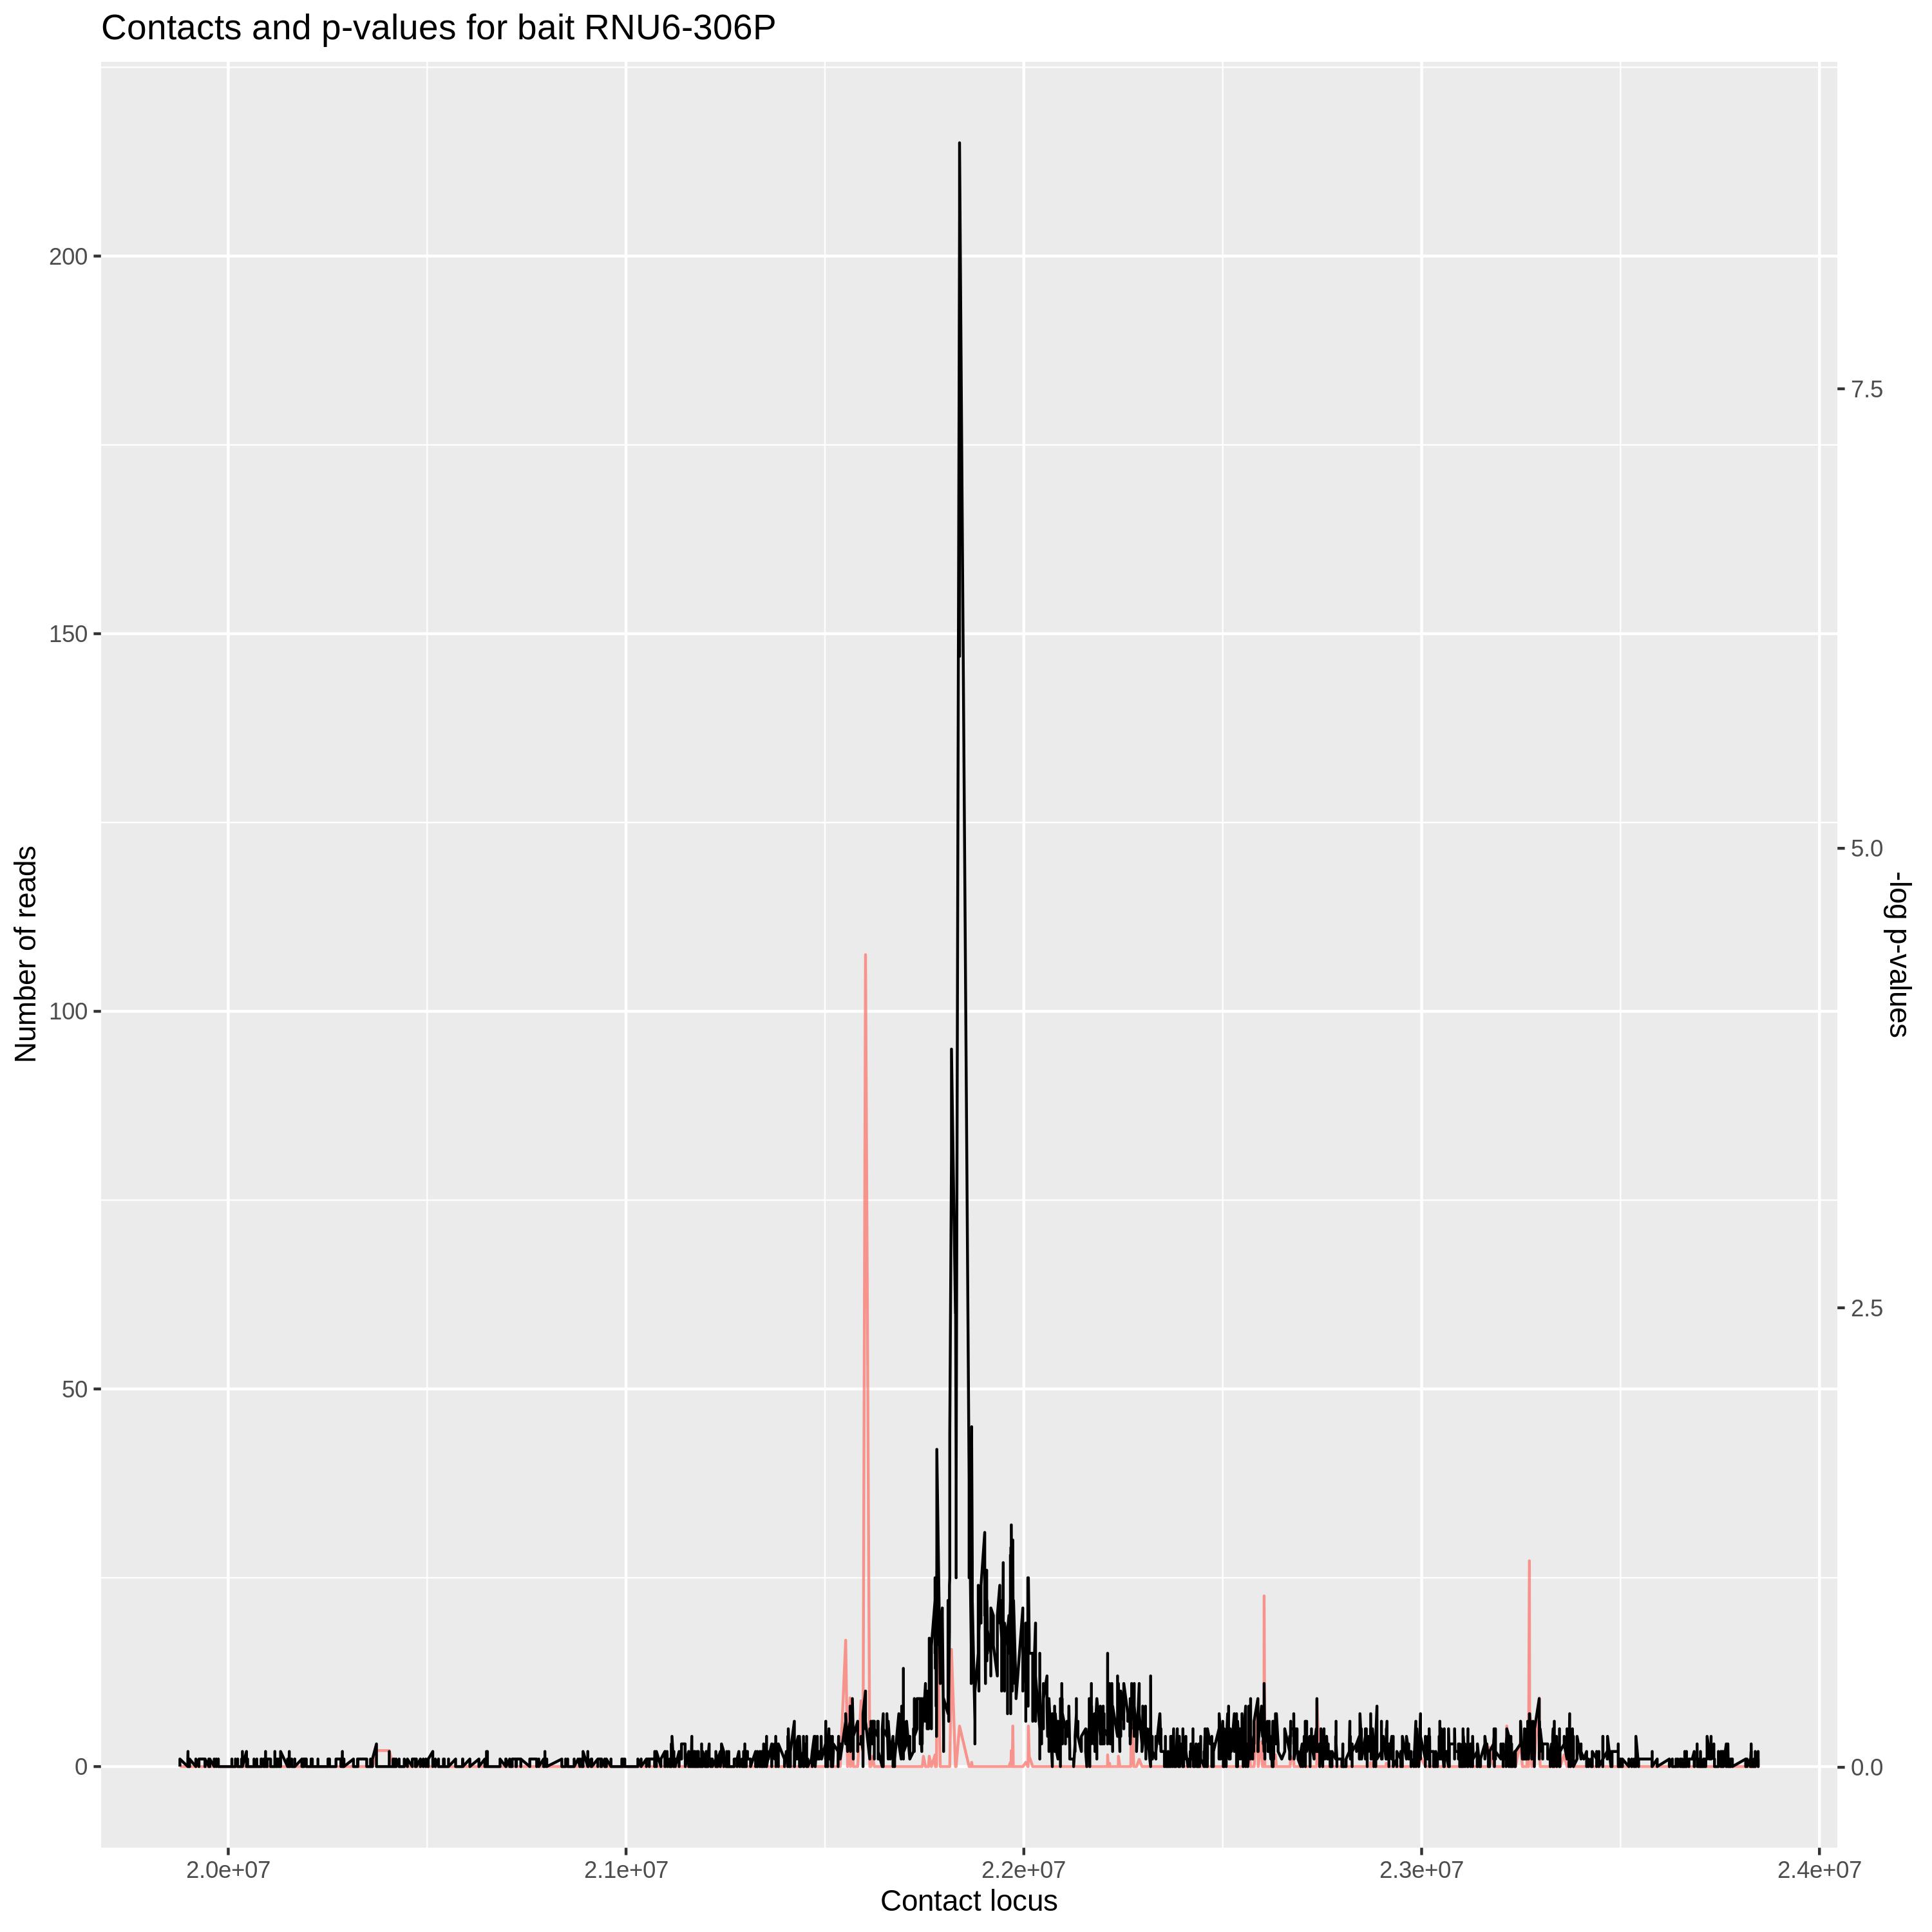 Contacts and p-values for bait RNU6-306P
Number of reads
200
150
100
50
0
7.5
5.0
2.5
0.0
-log p-values
2.0e+07
2.1e+07
2.2e+07
2.3e+07
2.4e+07
Contact locus